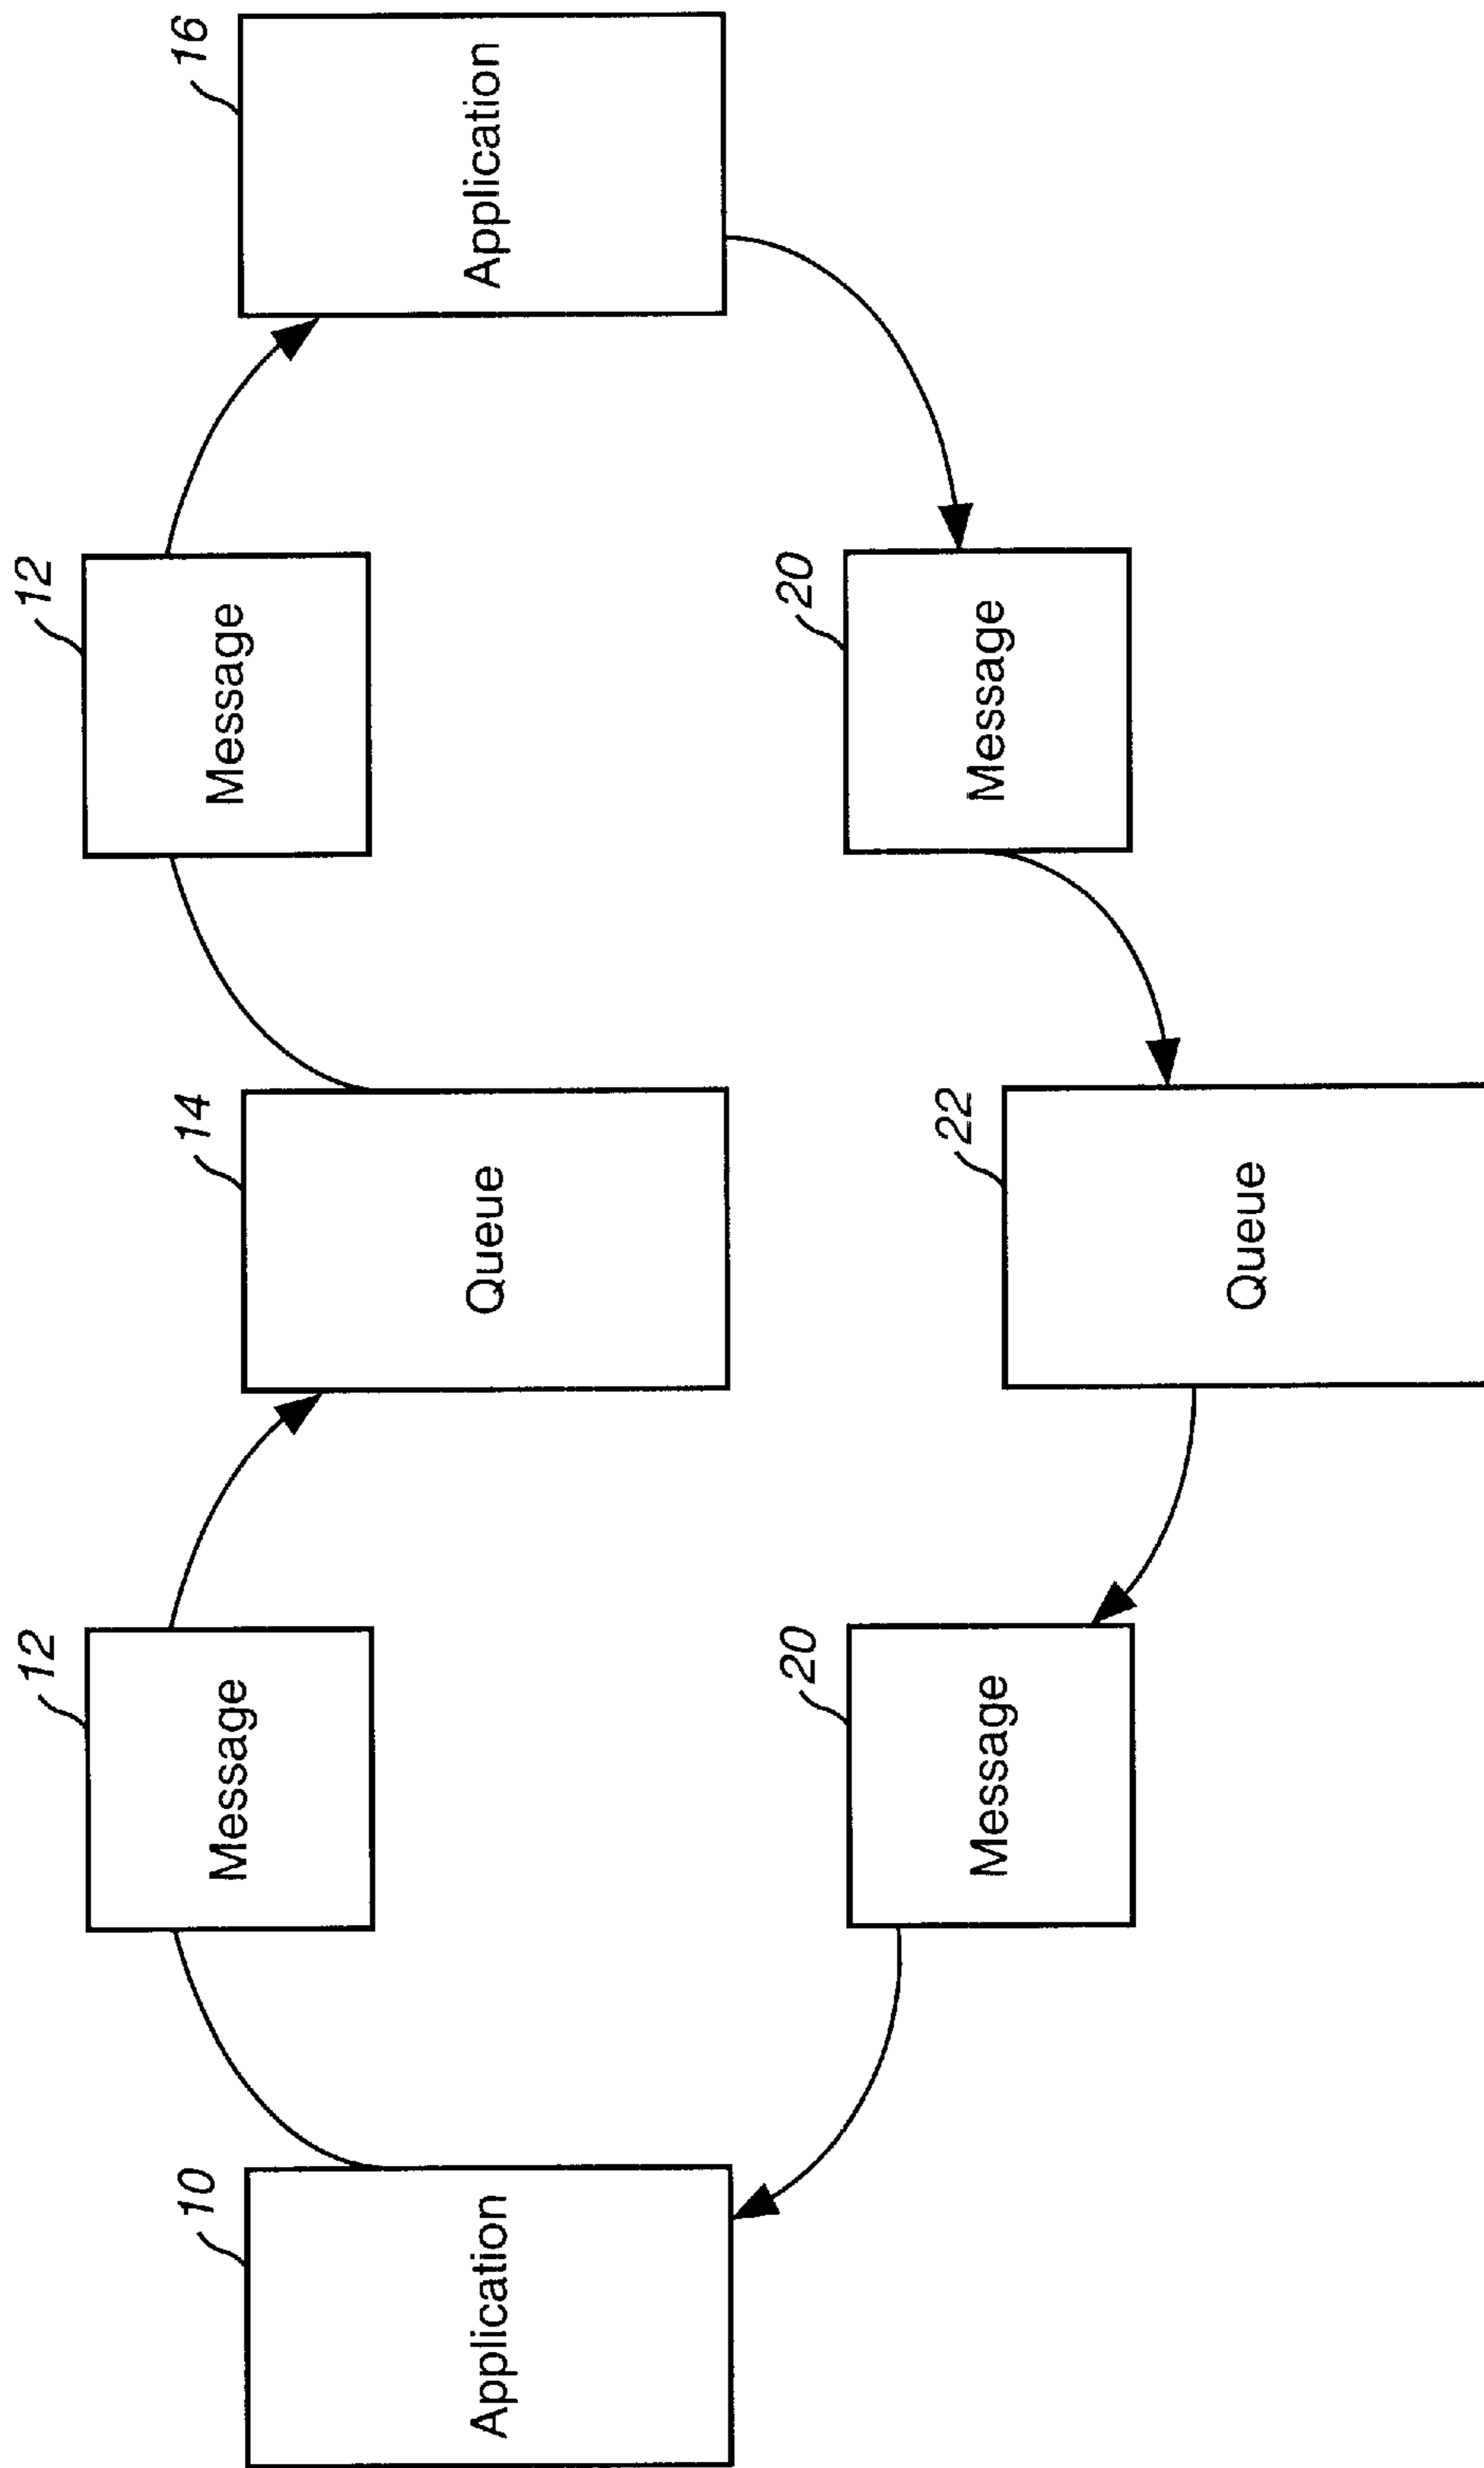 12
12
Message
Message
10
14
16
Application
Queue
Application
20
20
Message
Message
22
Queue